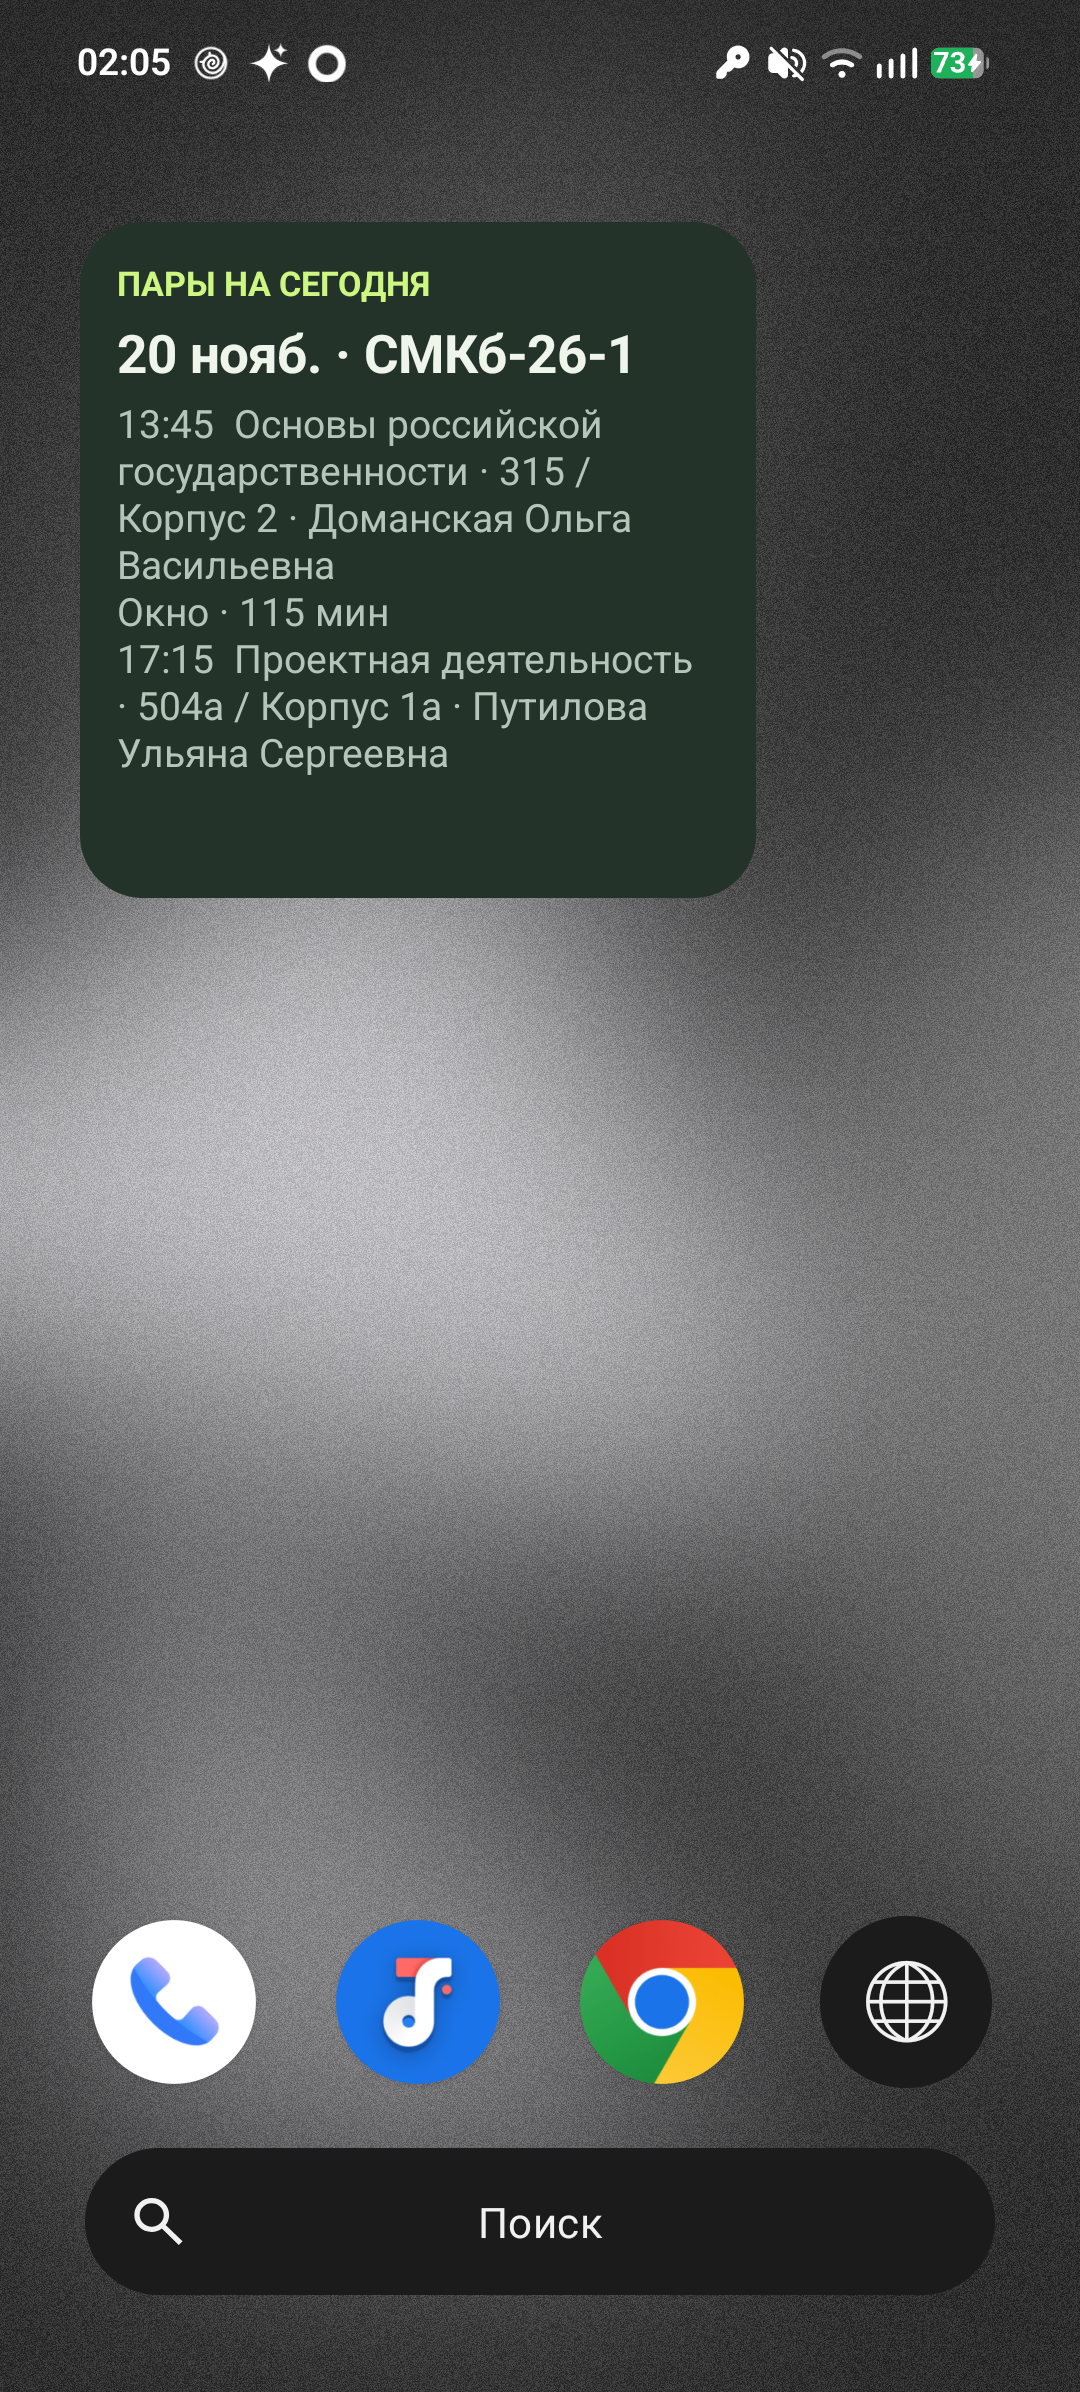 02:05
73
ПАРЫ НА СЕГОДНЯ
20 нояб. · СМКб-26-1
13:45 Основы российской
государственности · 315 /
Корпус 2 · Доманская Ольга
Васильевна
Окно · 115 мин
17:15 Проектная деятельность
· 504а / Корпус 1а · Путилова
Ульяна Сергеевна
Поиск